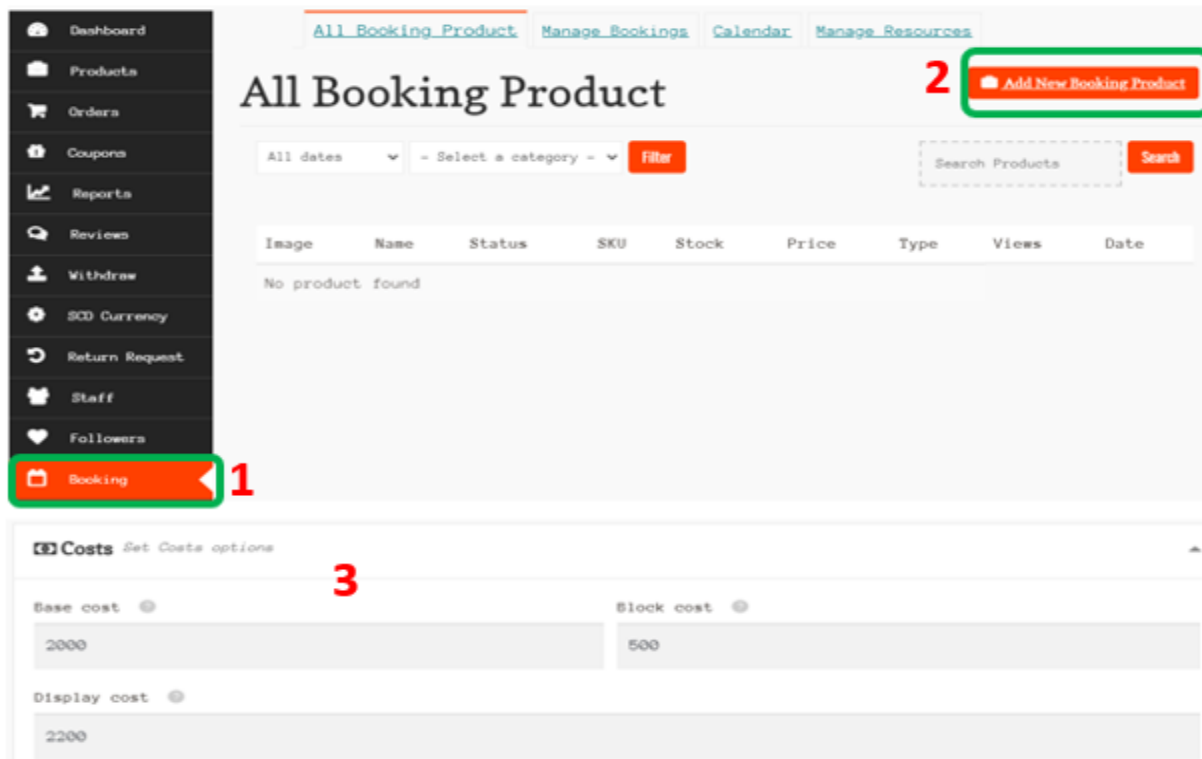 Dashboard
Products
Orders
Coupons
Reports
Reviews
Withdraw
SCD Currency
Return Request
Staff
Followers
Booking
1
All Booking Product Manage Bookings Calendar Manage Resources
All Booking Product
2
Add New Booking Product
All dates - Select a category - Filter
Search Products Search
Image Name Status SKU Stock Price Type Views Date
No product found
Costs Set Costs options
3
Base cost Block cost
2000 500
Display cost
2200